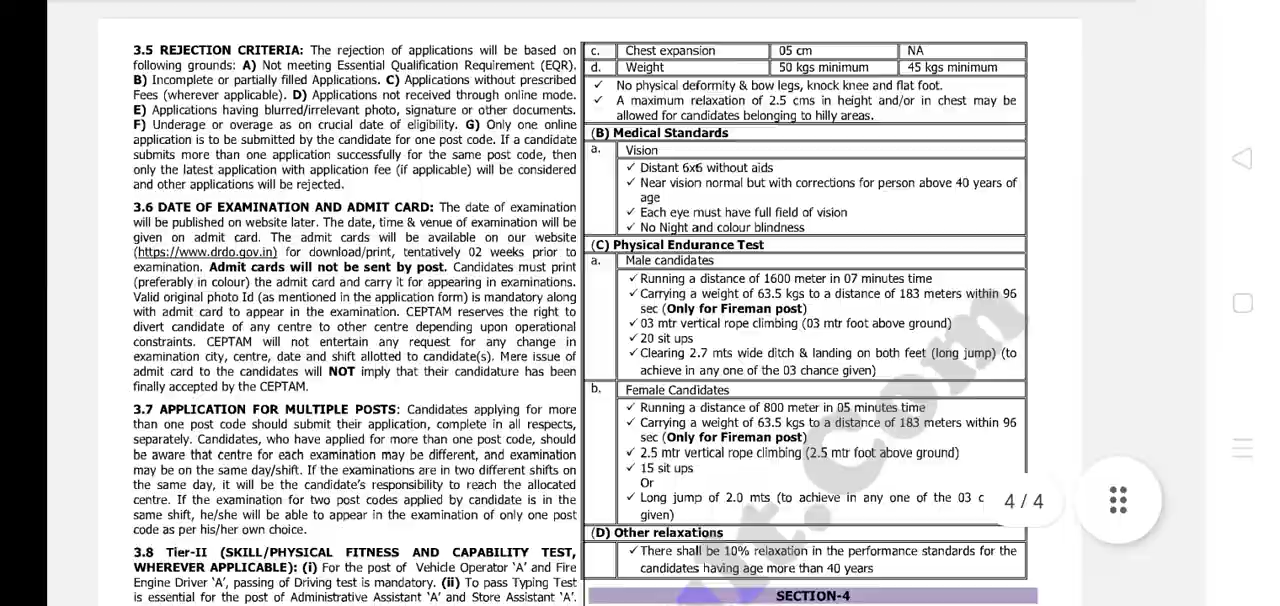 3.5 REJECTION CRITERIA: The rejection of applications will be based on
following grounds: A) Not meeting Essential Qualification Requirement (EQR).
B) Incomplete or partially filled Applications. C) Applications without prescribed
Fees (wherever applicable). D) Applications not received through online mode.
E) Applications having blurred/irrelevant photo, signature or other documents.
F) Underage or overage as on crucial date of eligibility. G) Only one online
application is to be submitted by the candidate for one post code. If a candidate
submits more than one application successfully for the same post code, then
only the latest application with application fee (if applicable) will be considered
and other applications will be rejected.
3.6 DATE OF EXAMINATION AND ADMIT CARD: The date of examination
will be published on website later. The date, time & venue of examination will be
given on admit card. The admit cards will be available on our website
(https://www.drdo.gov.in) for download/print, tentatively 02 weeks prior to
examination. Admit cards will not be sent by post. Candidates must print
(preferably in colour) the admit card and carry it for appearing in examinations.
Valid original photo Id (as mentioned in the application form) is mandatory along
with admit card to appear in the examination. CEPTAM reserves the right to
divert candidate of any centre to other centre depending upon operational
constraints. CEPTAM will not entertain any request for any change in
examination city, centre, date and shift allotted to candidate(s). Mere issue of
admit card to the candidates will NOT imply that their candidature has been
finally accepted by the CEPTAM.
3.7 APPLICATION FOR MULTIPLE POSTS: Candidates applying for more
than one post code should submit their application, complete in all respects,
separately. Candidates, who have applied for more than one post code, should
be aware that centre for each examination may be different, and examination
may be on the same day/shift. If the examinations are in two different shifts on
the same day, it will be the candidate's responsibility to reach the allocated
centre. If the examination for two post codes applied by candidate is in the
same shift, he/she will be able to appear in the examination of only one post
code as per his/her own choice.
3.8 Tier-II (SKILL/PHYSICAL FITNESS AND CAPABILITY TEST,
WHEREVER APPLICABLE): (i) For the post of Vehicle Operator 'A' and Fire
Engine Driver 'A', passing of Driving test is mandatory. (ii) To pass Typing Test
is essential for the post of Administrative Assistant 'A' and Store Assistant 'A'.
c. Chest expansion 05 cm NA
d. Weight 50 kgs minimum 45 kgs minimum
✓ No physical deformity & bow legs, knock knee and flat foot.
✓ A maximum relaxation of 2.5 cms in height and/or in chest may be
allowed for candidates belonging to hilly areas.
(B) Medical Standards
a. Vision
✓ Distant 6x6 without aids
✓ Near vision normal but with corrections for person above 40 years of
age
✓ Each eye must have full field of vision
✓ No Night and colour blindness
(C) Physical Endurance Test
a. Male candidates
✓ Running a distance of 1600 meter in 07 minutes time
✓ Carrying a weight of 63.5 kgs to a distance of 183 meters within 96
sec (Only for Fireman post)
✓ 03 mtr vertical rope climbing (03 mtr foot above ground)
✓ 20 sit ups
✓ Clearing 2.7 mts wide ditch & landing on both feet (long jump) (to
achieve in any one of the 03 chance given)
b. Female Candidates
✓ Running a distance of 800 meter in 05 minutes time
✓ Carrying a weight of 63.5 kgs to a distance of 183 meters within 96
sec (Only for Fireman post)
✓ 2.5 mtr vertical rope climbing (2.5 mtr foot above ground)
✓ 15 sit ups
Or
✓ Long jump of 2.0 mts (to achieve in any one of the 03 c
given)
(D) Other relaxations
✓ There shall be 10% relaxation in the performance standards for the
candidates having age more than 40 years
SECTION-4
4 / 4